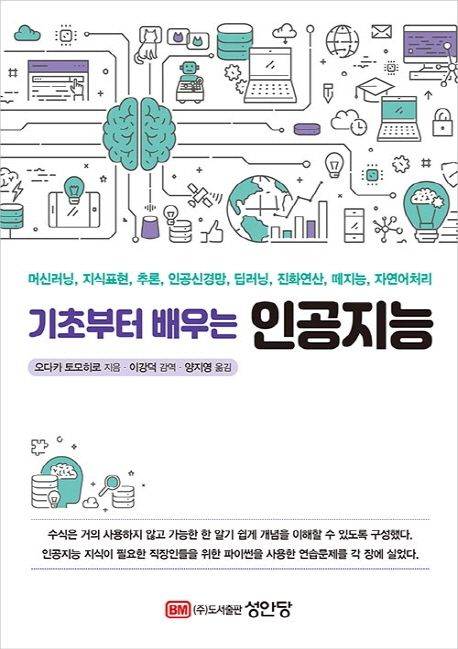 머신러닝, 지식표현, 추론, 인공신경망, 딥러닝, 진화연산, 떼지능, 자연어처리
기초부터 배우는 인공지능
오다카 토모히로 지음 · 이강덕 감역 · 양지영 옮김
수식은 거의 사용하지 않고 가능한 한 알기 쉽게 개념을 이해할 수 있도록 구성했다.
인공지능 지식이 필요한 직장인들을 위한 파이썬을 사용한 연습문제를 각 장에 실었다.
BM (주)도서출판 성안당